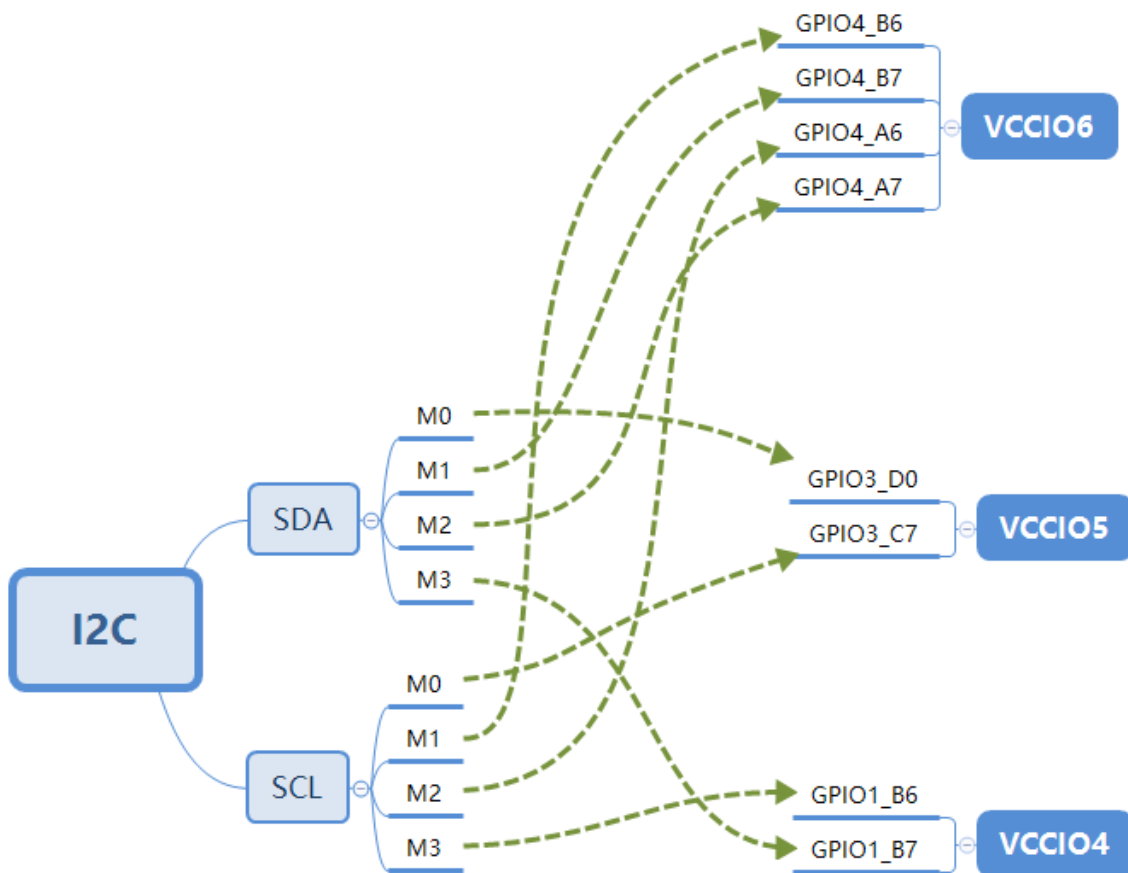 I2C
SDA
M0
M1
M2
M3
SCL
M0
M1
M2
M3
GPIO4_B6
GPIO4_B7
GPIO4_A6
GPIO4_A7
VCCIO6
GPIO3_D0
GPIO3_C7
VCCIO5
GPIO1_B6
GPIO1_B7
VCCIO4